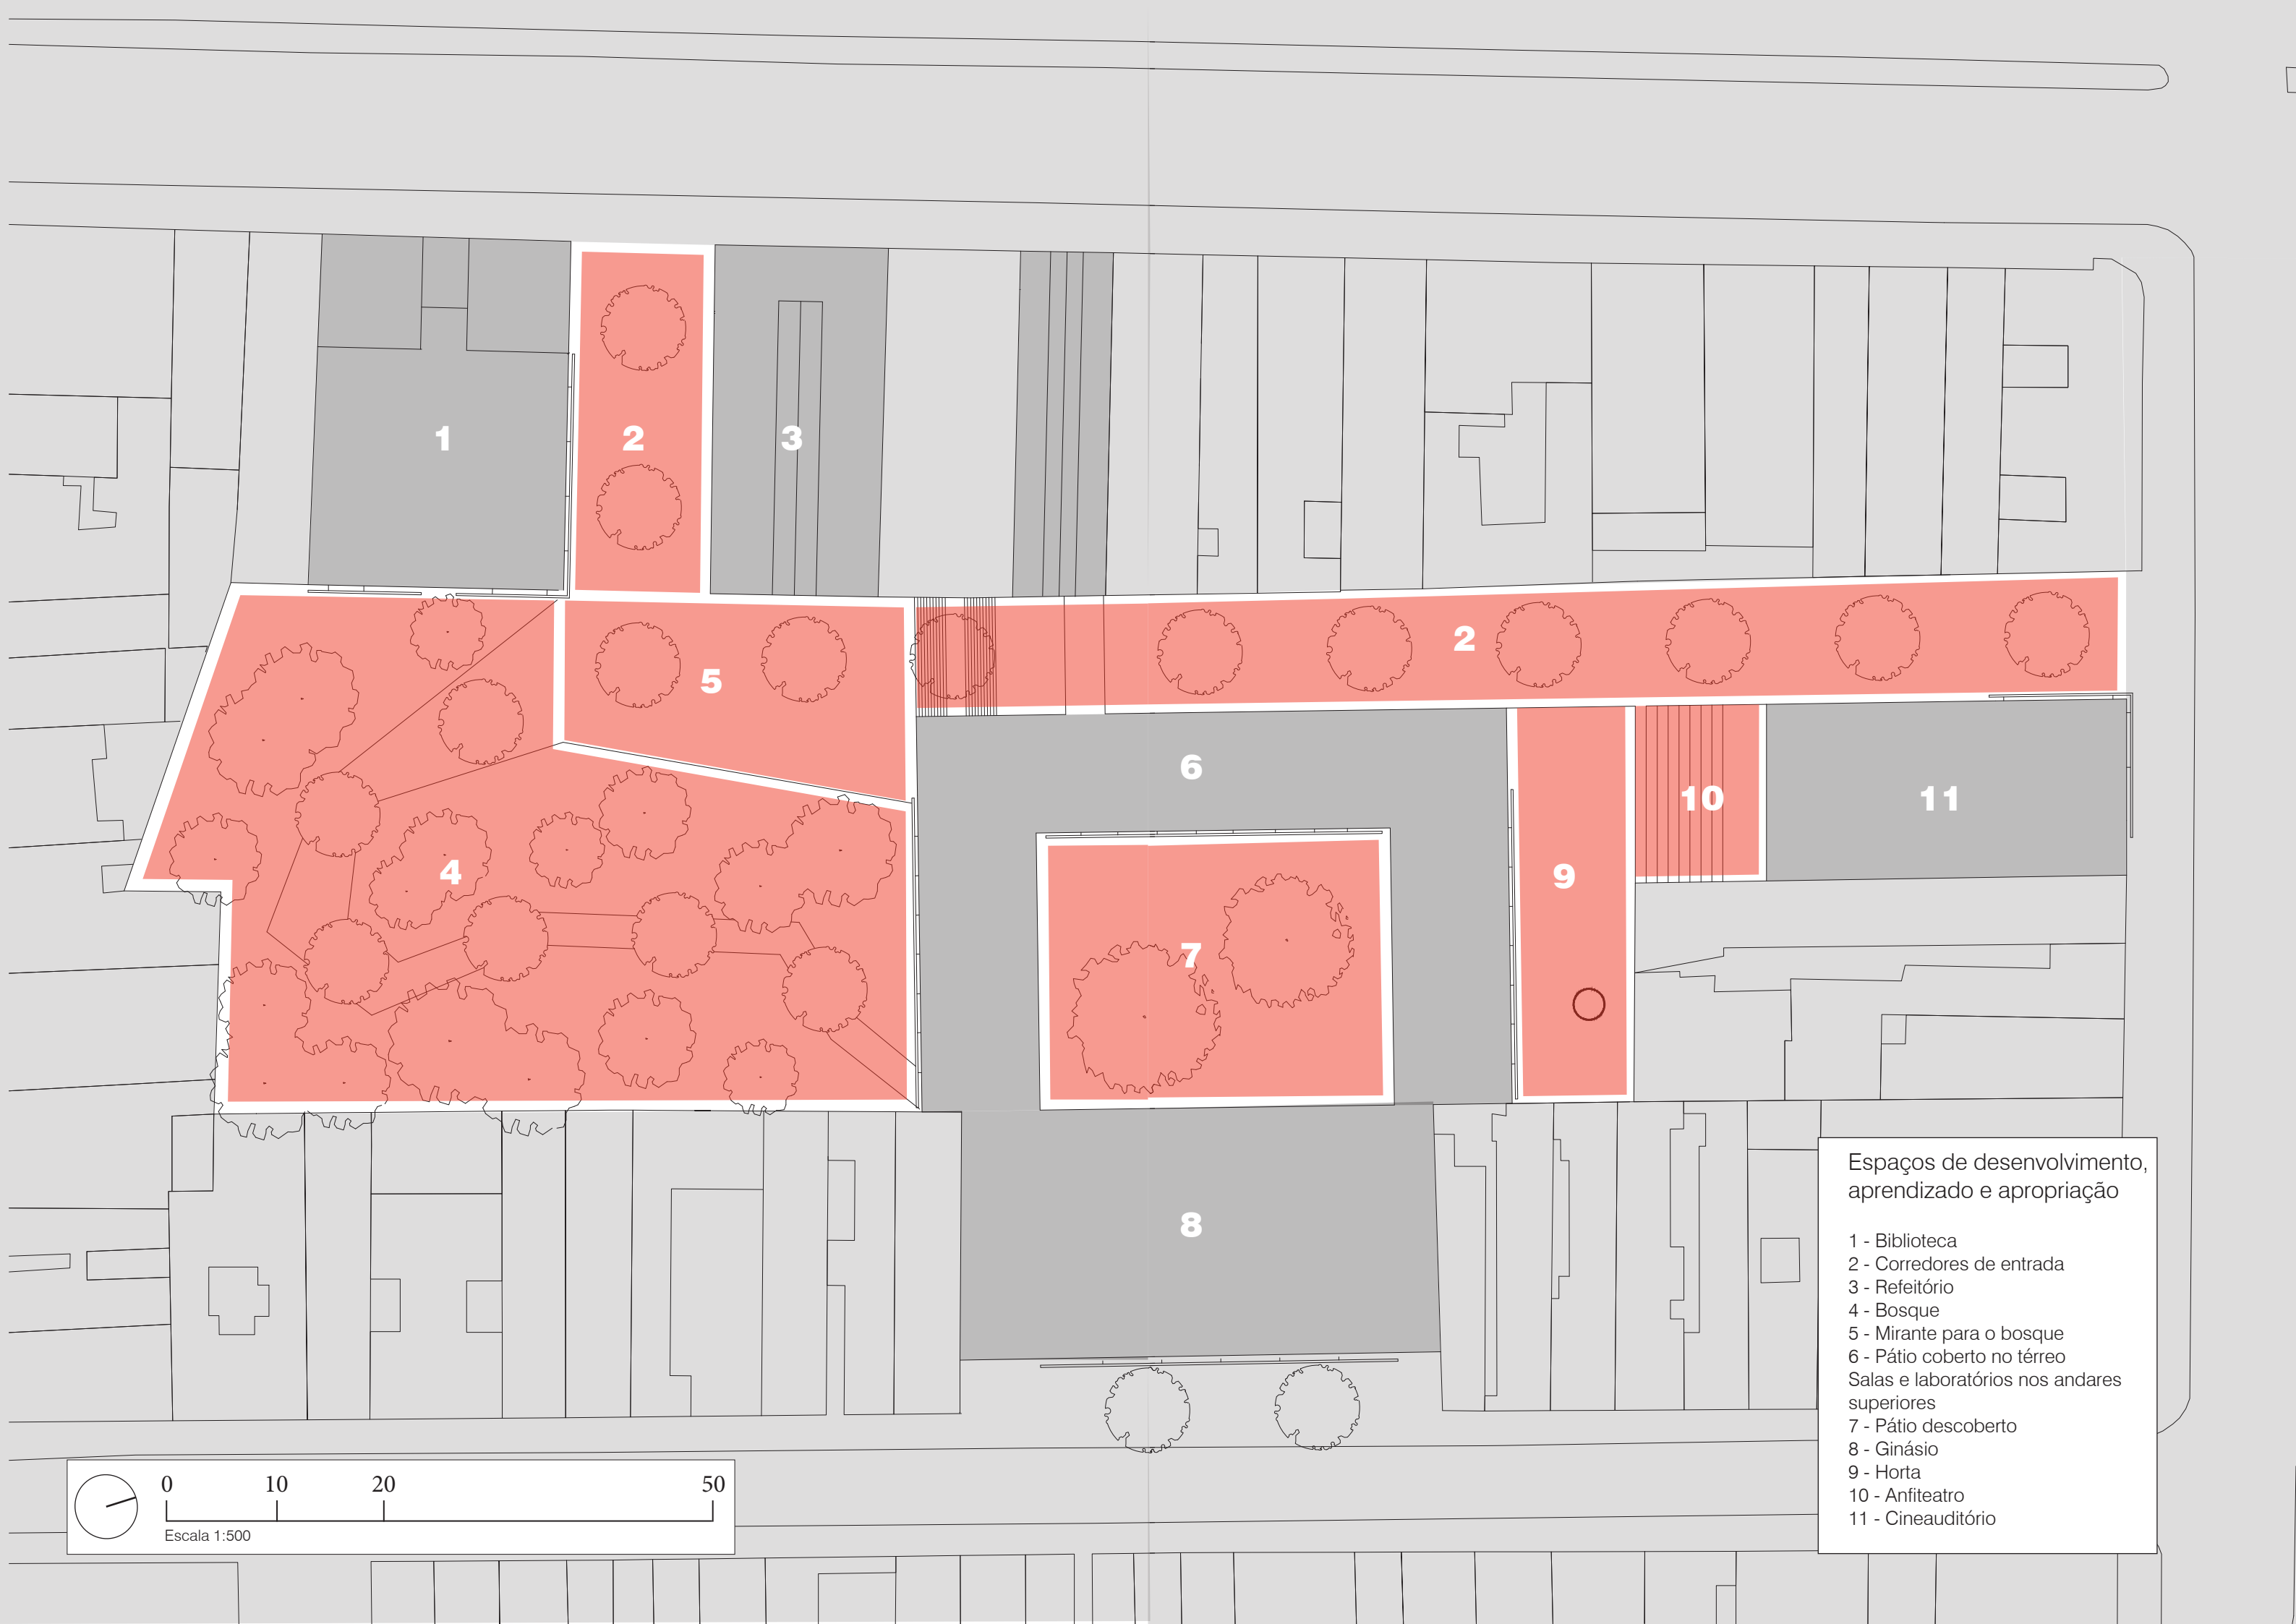 1
2
3
2
5
6
10
11
4
9
7
8
Espaços de desenvolvimento,
aprendizado e apropriação
1 - Biblioteca
2 - Corredores de entrada
3 - Refeitório
4 - Bosque
5 - Mirante para o bosque
6 - Pátio coberto no térreo
Salas e laboratórios nos andares
superiores
7 - Pátio descoberto
8 - Ginásio
9 - Horta
10 - Anfiteatro
11 - Cineauditório
0 10 20 50
Escala 1:500